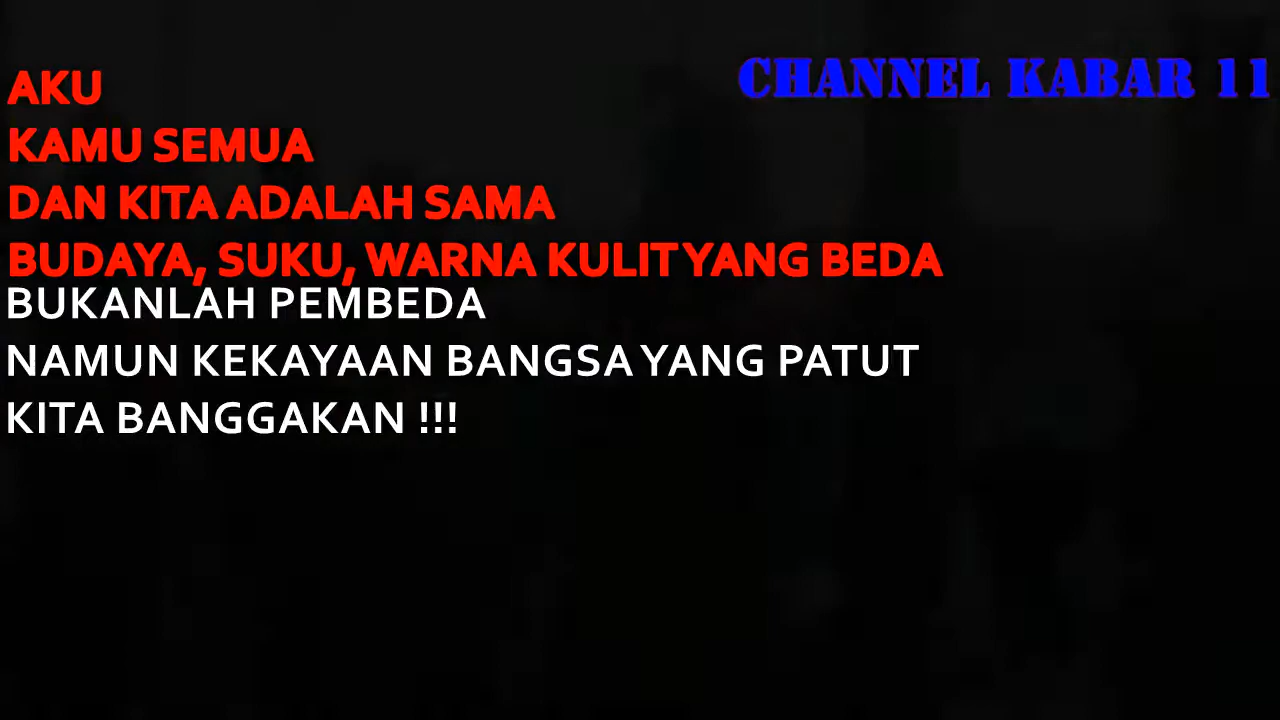 CHANNEL KABAR 11
AKU
KAMU SEMUA
DAN KITA ADALAH SAMA
BUDAYA, SUKU, WARNA KULIT YANG BEDA
BUKANLAH PEMBEDA
NAMUN KEKAYAAN BANGSA YANG PATUT
KITA BANGGAKAN !!!